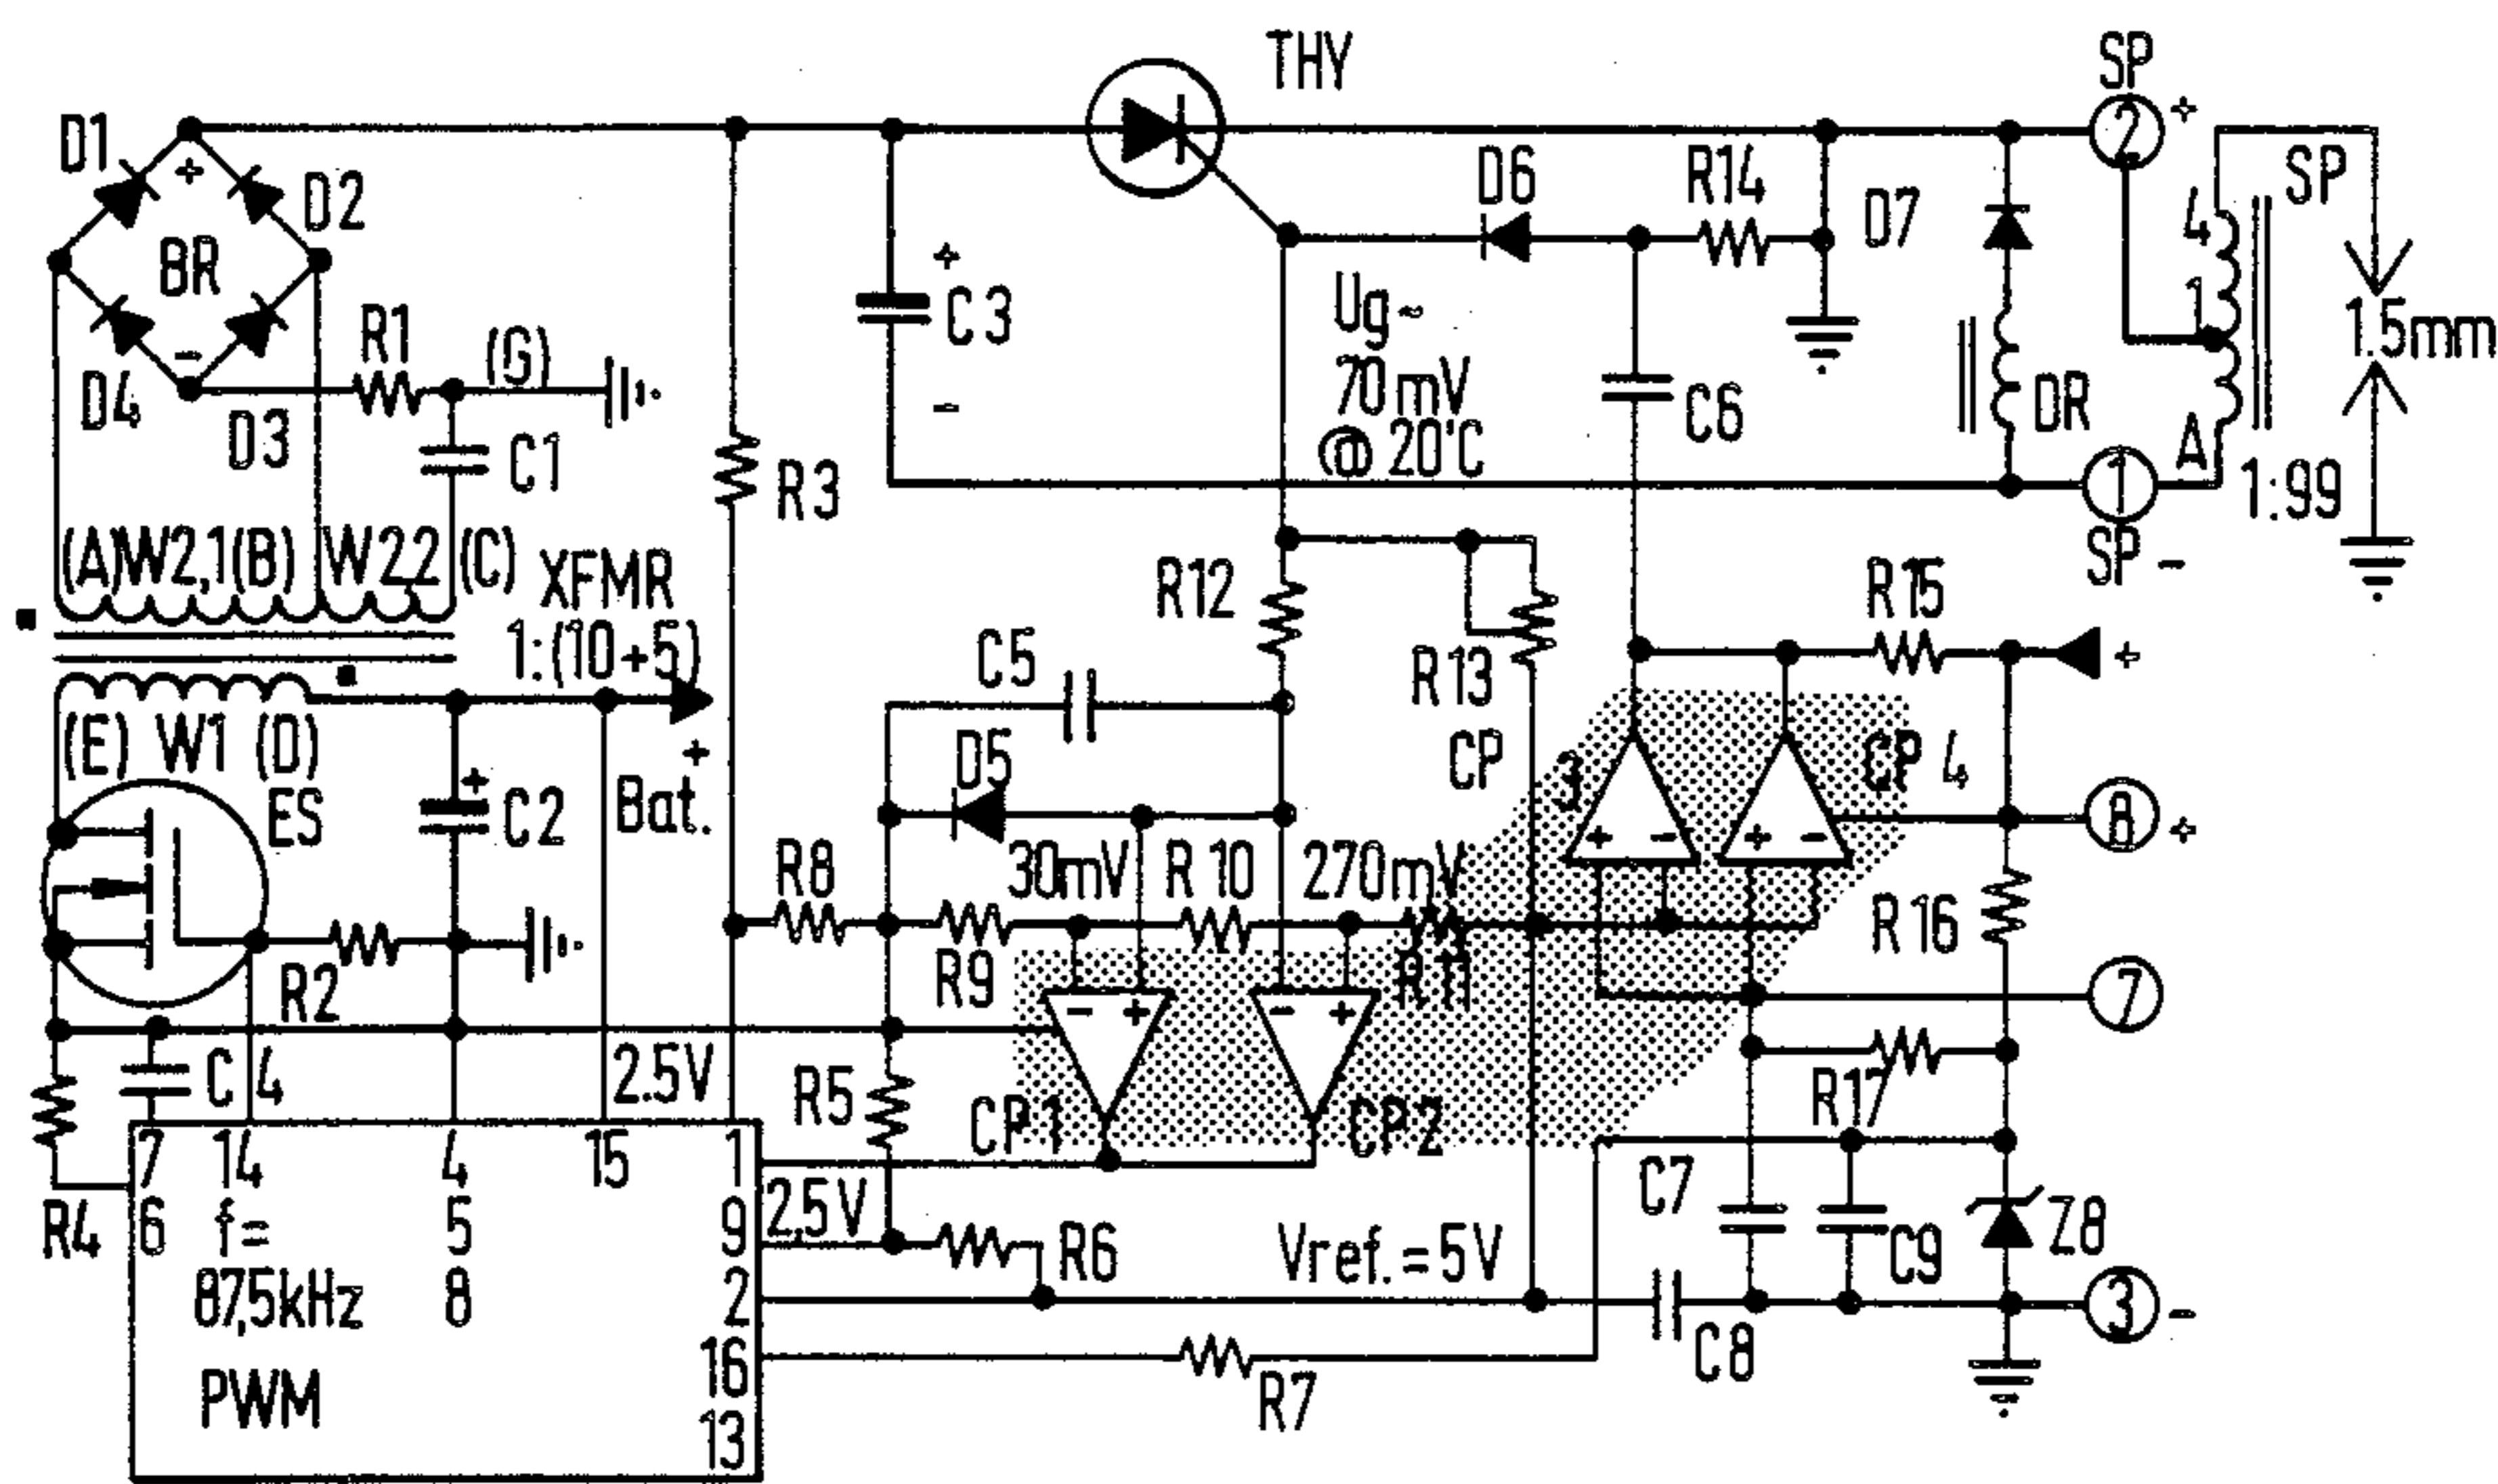 THY
SP
2
+
D1
+
D2
D6
R14
D7
4
SP
BR
+
C3
1
1.5mm
R1
(G)
Ug~
70mV
@ 20°C
-
D4
-
D3
C1
-
C6
DR
A
1
1:99
R3
SP -
(A)W2,1(B) W2.2 (C)
XFMR
1:(10+5)
R12
R15
+
C5
R13
(E) W1 (D)
+
Bat.
ES
+
C2
D5
CP
3
CP 4
8
+
R8
30mV
R10
270mV
+ -
+ -
R16
R9
R11
7
R2
- +
- +
C4
2.5V
R5
CP1
CP2
R17
7 14 4 15 1
2.5V
C7
R4
6 f= 5 9
R6
Vref.=5V
C9
Z8
87,5kHz 8 2
3
-
C8
16
R7
PWM
13